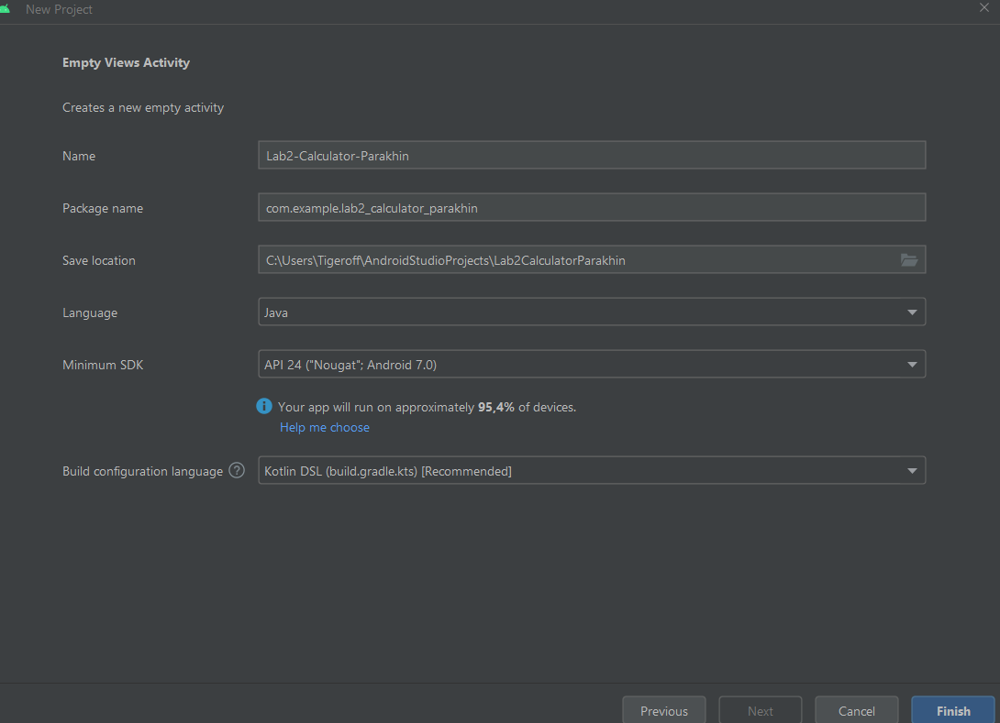 New Project
Empty Views Activity
Creates a new empty activity
Name Lab2-Calculator-Parakhin
Package name com.example.lab2_calculator_parakhin
Save location C:\Users\Tigeroff\AndroidStudioProjects\Lab2CalculatorParakhin
Language Java
Minimum SDK API 24 ("Nougat"; Android 7.0)
Your app will run on approximately 95,4% of devices.
Help me choose
Build configuration language ? Kotlin DSL (build.gradle.kts) [Recommended]
Previous Next Cancel Finish